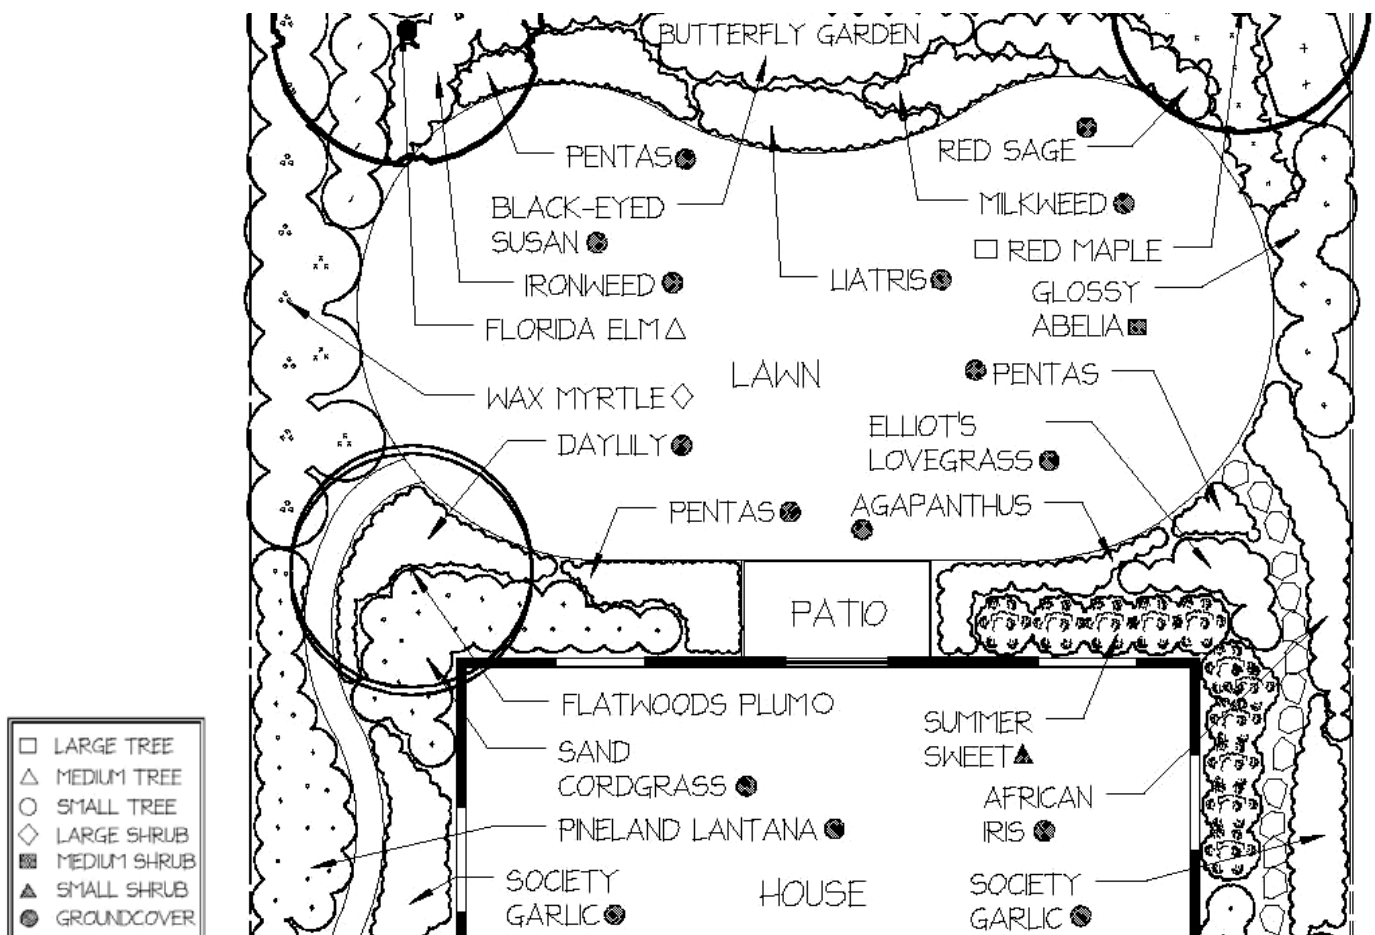 BUTTERFLY GARDEN
PENTAS
RED SAGE
BLACK-EYED
SUSAN
MILKWEED
RED MAPLE
IRONWEED
LIATRIS
GLOSSY
ABELIA
FLORIDA ELM
LAWN
PENTAS
WAX MYRTLE
ELLIOT'S
LOVEGRASS
DAYLILY
PENTAS
AGAPANTHUS
PATIO
FLATWOODS PLUM
SUMMER
SWEET
SAND
CORDGRASS
AFRICAN
IRIS
PINELAND LANTANA
SOCIETY
GARLIC
HOUSE
SOCIETY
GARLIC
LARGE TREE
MEDIUM TREE
SMALL TREE
LARGE SHRUB
MEDIUM SHRUB
SMALL SHRUB
GROUNDCOVER